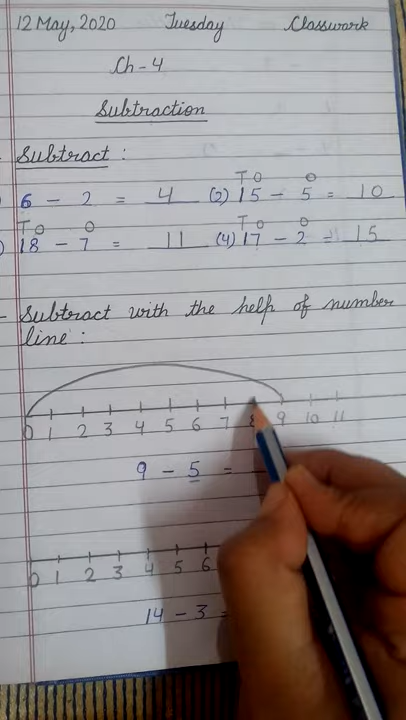 12 May, 2020 Tuesday Classwork
Ch-4
Subtraction
Subtract :
T O O
6 - 2 = 4 (2) 15 - 5 = 10
T O O T O O
18 - 7 = 11 (4) 17 - 2 = 15
Subtract with the help of number
line :
0 1 2 3 4 5 6 7 8 9 10 11
9 - 5 =
0 1 2 3 4 5 6
14 - 3 =